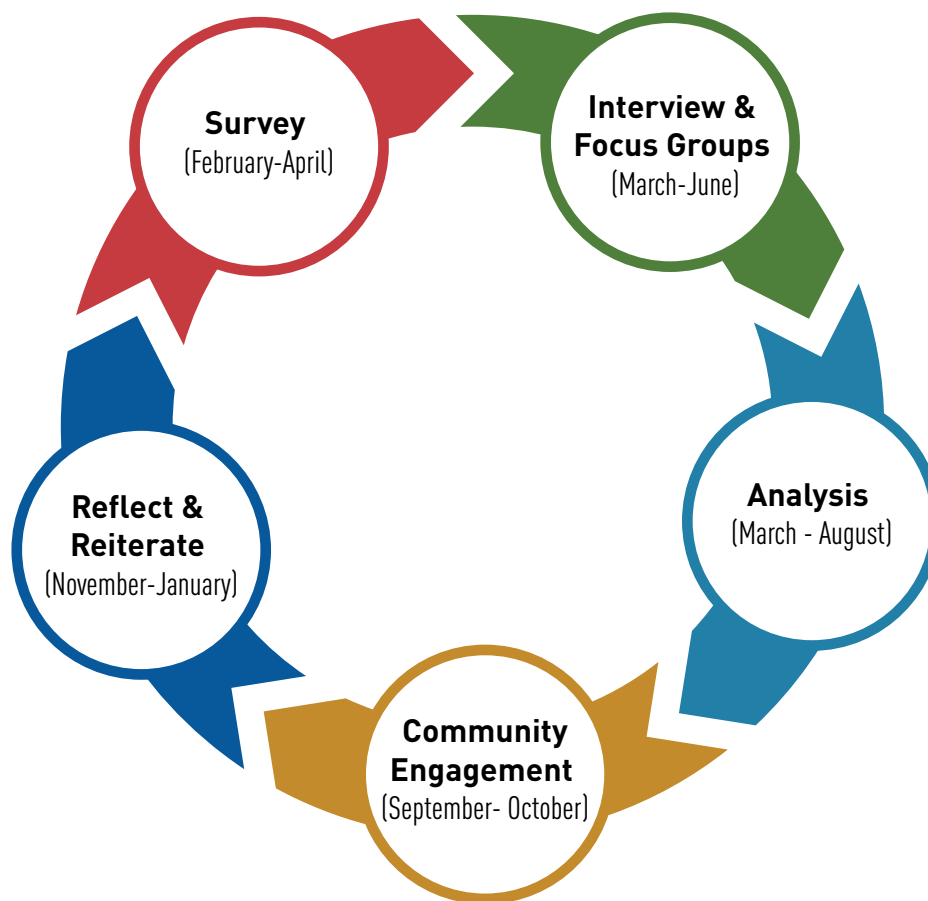 Survey
(February-April)
Interview &
Focus Groups
(March-June)
Analysis
(March - August)
Community
Engagement
(September- October)
Reflect &
Reiterate
(November-January)